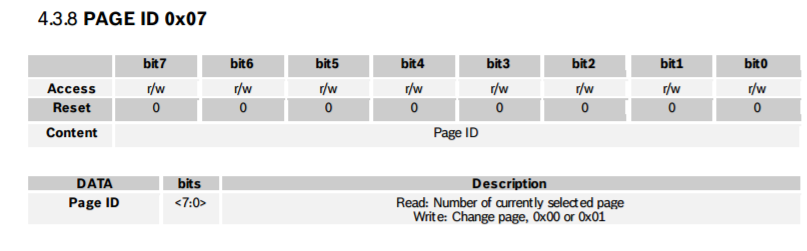 4.3.8 PAGE ID 0x07
bit7 bit6 bit5 bit4 bit3 bit2 bit1 bit0
Access r/w r/w r/w r/w r/w r/w r/w r/w
Reset 0 0 0 0 0 0 0 0
Content Page ID
DATA bits Description
Page ID <7:0> Read: Number of currently selected page
Write: Change page, 0x00 or 0x01